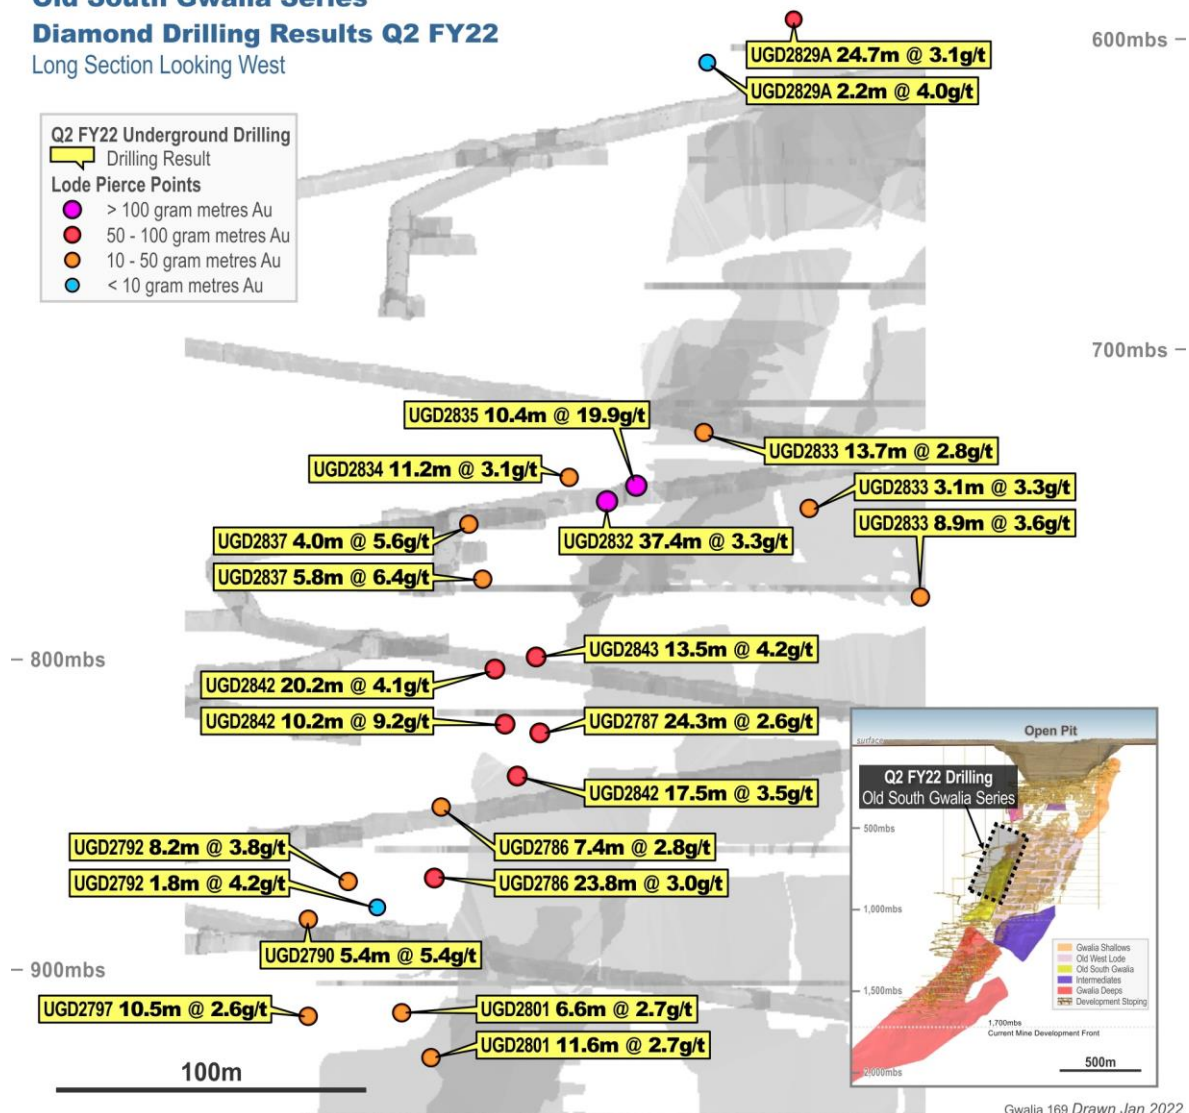 Old South Gwalia Series
Diamond Drilling Results Q2 FY22
Long Section Looking West
600mbs
UGD2829A 24.7m @ 3.1g/t
UGD2829A 2.2m @ 4.0g/t
Q2 FY22 Underground Drilling
Drilling Result
Lode Pierce Points
> 100 gram metres Au
50 - 100 gram metres Au
10 - 50 gram metres Au
< 10 gram metres Au
700mbs
UGD2835 10.4m @ 19.9g/t
UGD2833 13.7m @ 2.8g/t
UGD2834 11.2m @ 3.1g/t
UGD2833 3.1m @ 3.3g/t
UGD2833 8.9m @ 3.6g/t
UGD2837 4.0m @ 5.6g/t
UGD2832 37.4m @ 3.3g/t
UGD2837 5.8m @ 6.4g/t
UGD2843 13.5m @ 4.2g/t
800mbs
UGD2842 20.2m @ 4.1g/t
UGD2842 10.2m @ 9.2g/t
UGD2787 24.3m @ 2.6g/t
UGD2842 17.5m @ 3.5g/t
UGD2792 8.2m @ 3.8g/t
UGD2786 7.4m @ 2.8g/t
UGD2792 1.8m @ 4.2g/t
UGD2786 23.8m @ 3.0g/t
UGD2790 5.4m @ 5.4g/t
900mbs
UGD2797 10.5m @ 2.6g/t
UGD2801 6.6m @ 2.7g/t
UGD2801 11.6m @ 2.7g/t
100m
Open Pit
surface
Q2 FY22 Drilling
Old South Gwalia Series
500mbs
1,000mbs
Gwalia Shallows
Old West Lode
Old South Gwalia
Intermediates
Gwalia Deeps
Development Stoping
1,500mbs
1,700mbs
Current Mine Development Front
500m
2,000mbs
Gwalia 169 Drawn Jan 2022